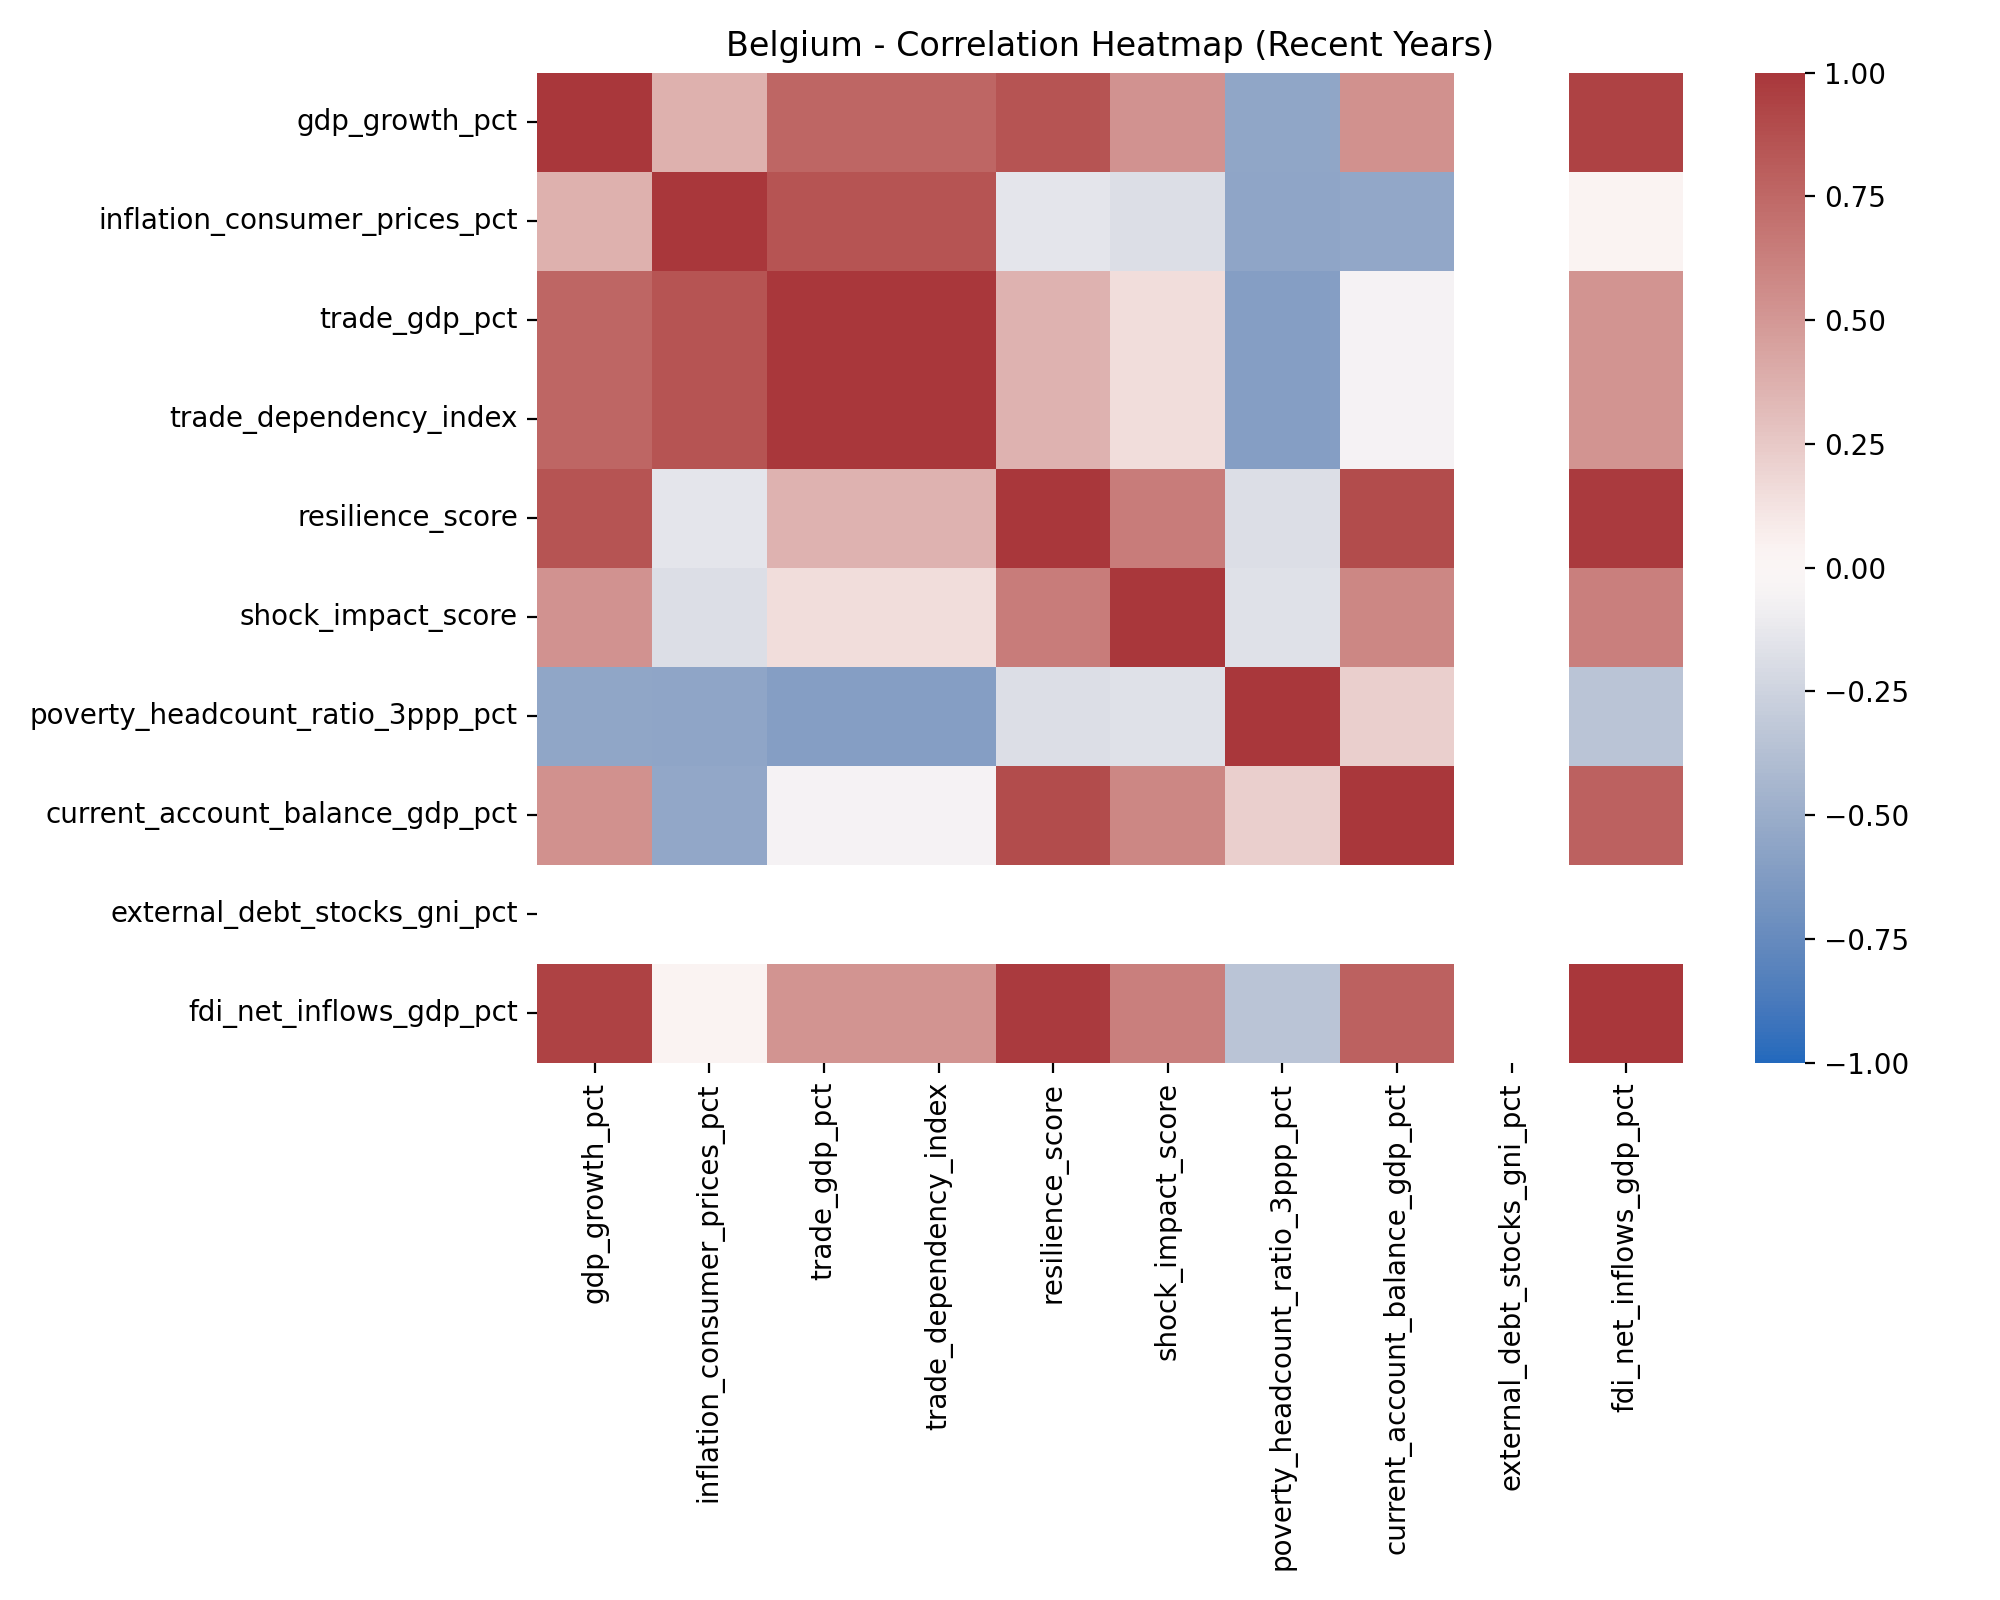 Belgium - Correlation Heatmap (Recent Years)
gdp_growth_pct
inflation_consumer_prices_pct
trade_gdp_pct
trade_dependency_index
resilience_score
shock_impact_score
poverty_headcount_ratio_3ppp_pct
current_account_balance_gdp_pct
external_debt_stocks_gni_pct
fdi_net_inflows_gdp_pct
gdp_growth_pct
inflation_consumer_prices_pct
trade_gdp_pct
trade_dependency_index
resilience_score
shock_impact_score
poverty_headcount_ratio_3ppp_pct
current_account_balance_gdp_pct
external_debt_stocks_gni_pct
fdi_net_inflows_gdp_pct
1.00
0.75
0.50
0.25
0.00
−0.25
−0.50
−0.75
−1.00